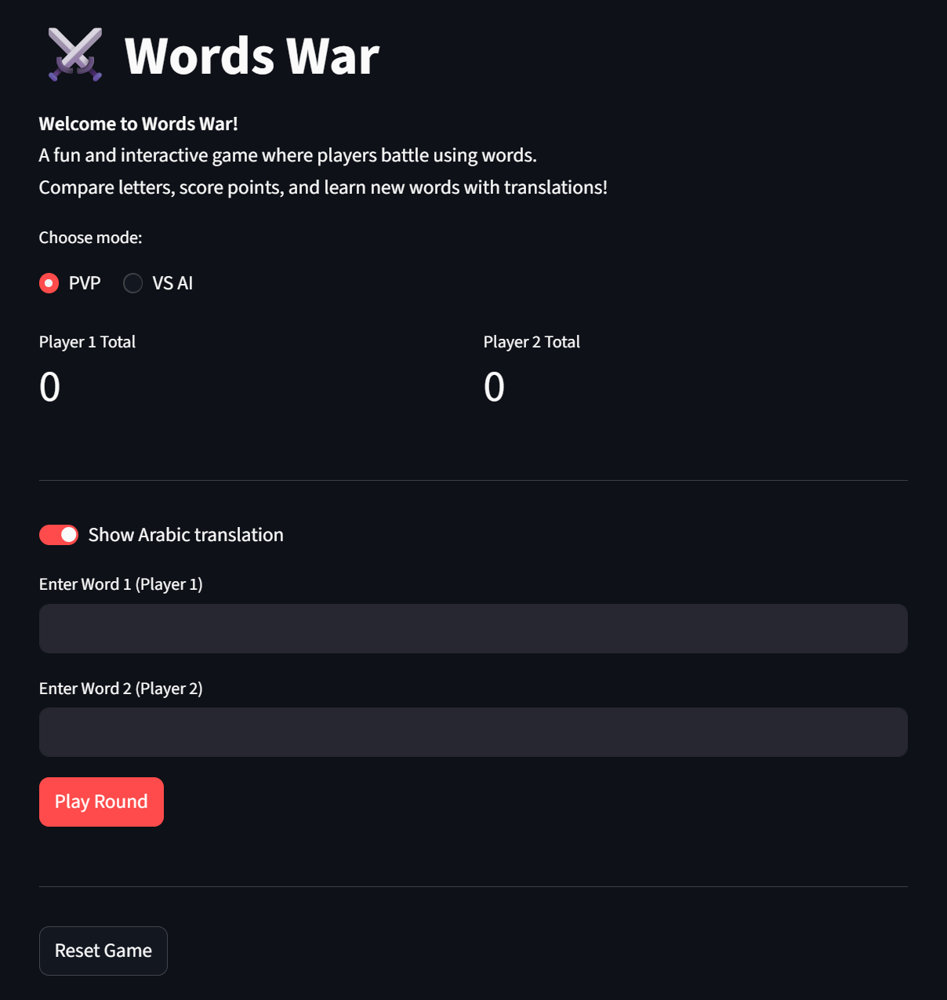 Words War
Welcome to Words War!
A fun and interactive game where players battle using words.
Compare letters, score points, and learn new words with translations!
Choose mode:
PVP VS AI
Player 1 Total Player 2 Total
0 0
Show Arabic translation
Enter Word 1 (Player 1)
Enter Word 2 (Player 2)
Play Round
Reset Game